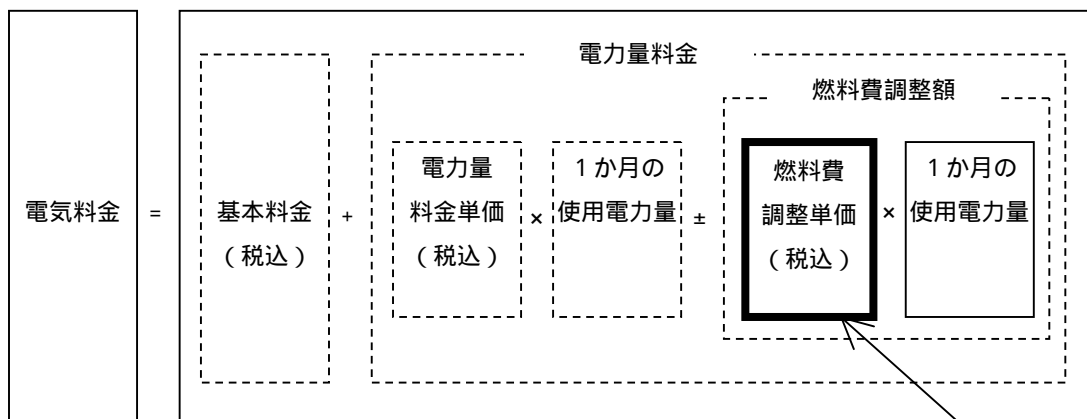 電力量料金
燃料費調整額
電気料金 = 基本料金（税込） + 電力量料金単価（税込） × １か月の使用電力量 ± 燃料費調整単価（税込） × １か月の使用電力量